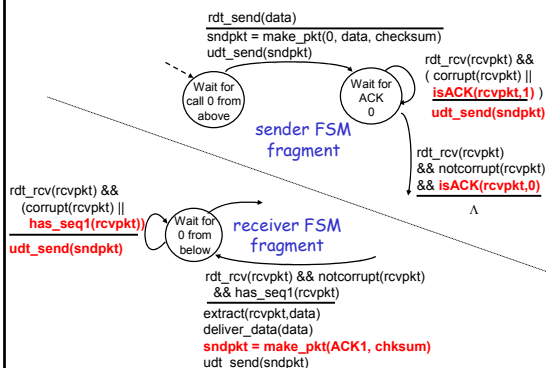 rdt_send(data)
sndpkt = make_pkt(0, data, checksum)
udt_send(sndpkt)
Wait for
call 0 from
above
Wait for
ACK
0
rdt_rcv(rcvpkt) &&
( corrupt(rcvpkt) ||
isACK(rcvpkt,1) )
udt_send(sndpkt)
sender FSM
fragment
rdt_rcv(rcvpkt)
&& notcorrupt(rcvpkt)
&& isACK(rcvpkt,0)
Λ
rdt_rcv(rcvpkt) &&
(corrupt(rcvpkt) ||
has_seq1(rcvpkt))
udt_send(sndpkt)
Wait for
0 from
below
receiver FSM
fragment
rdt_rcv(rcvpkt) && notcorrupt(rcvpkt)
&& has_seq1(rcvpkt)
extract(rcvpkt,data)
deliver_data(data)
sndpkt = make_pkt(ACK1, chksum)
udt_send(sndpkt)